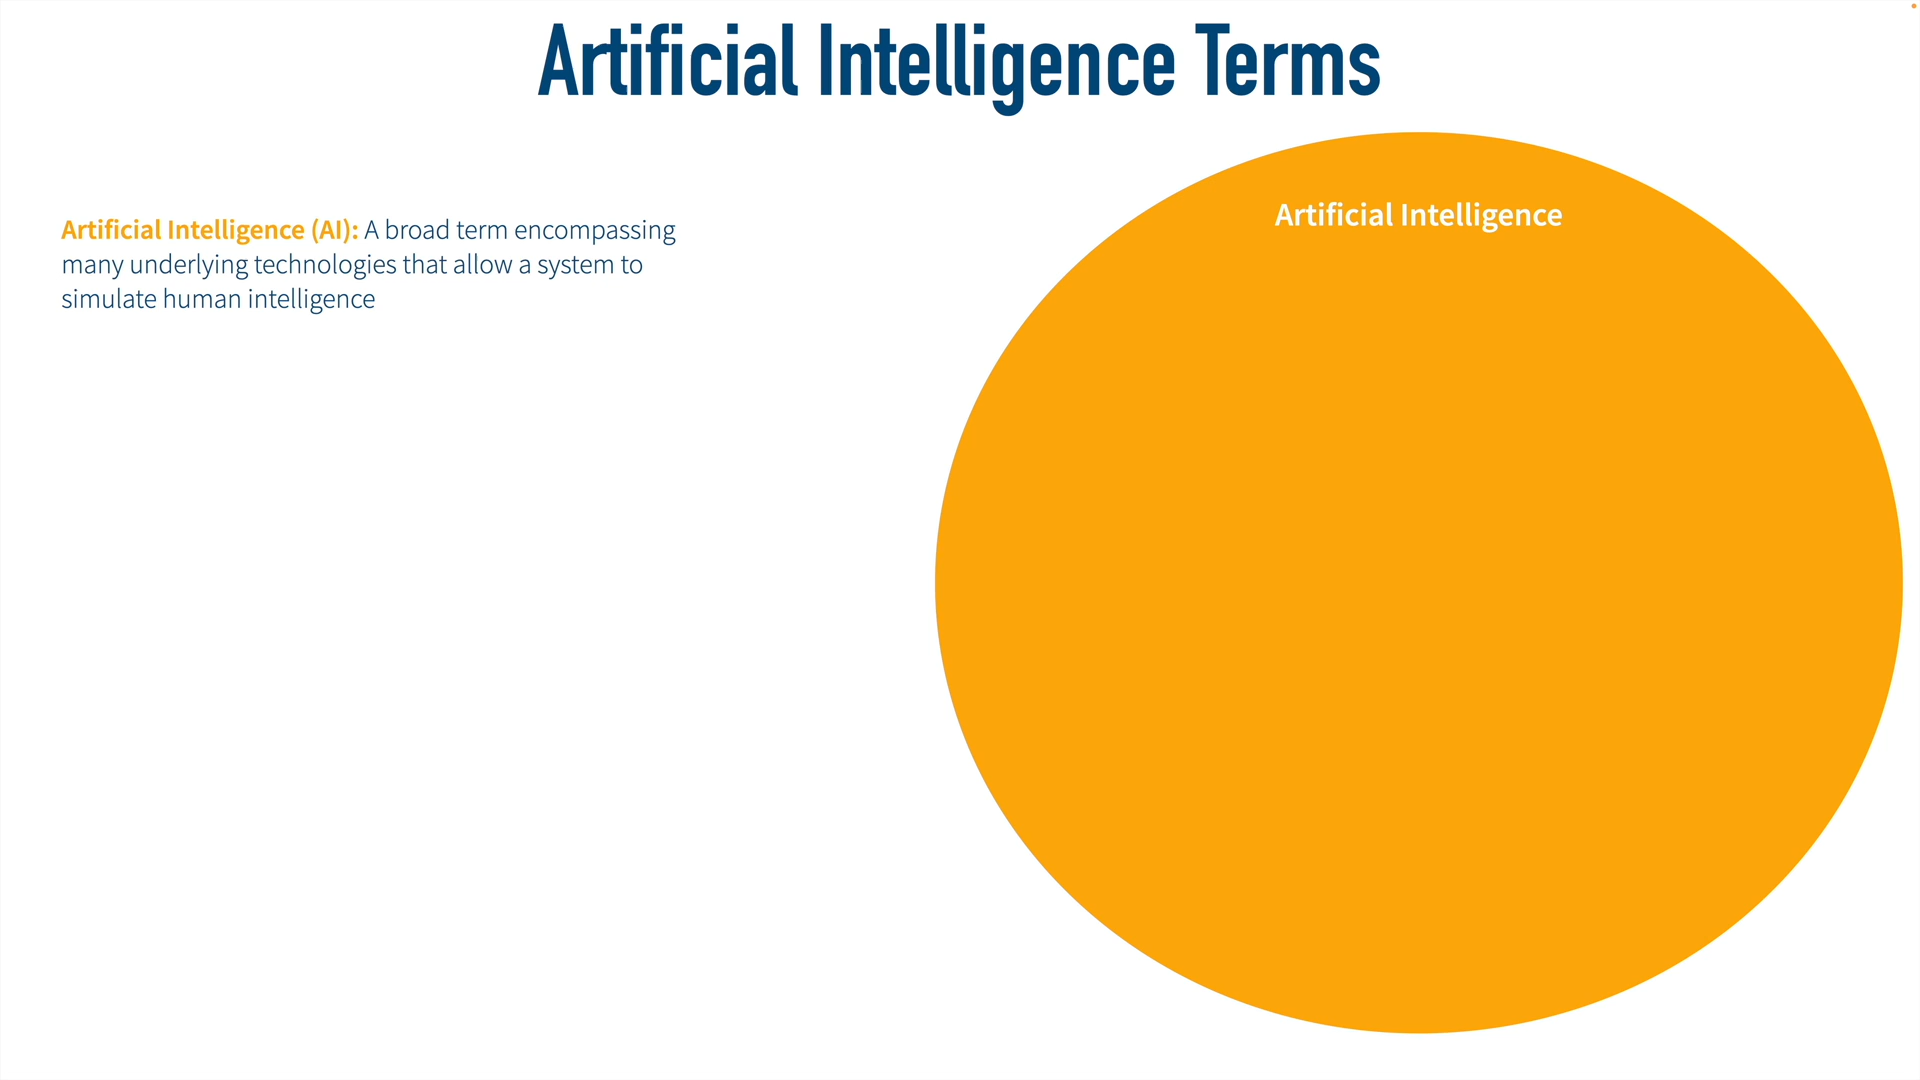 Artificial Intelligence Terms
Artificial Intelligence (AI): A broad term encompassing
many underlying technologies that allow a system to
simulate human intelligence
Artificial Intelligence